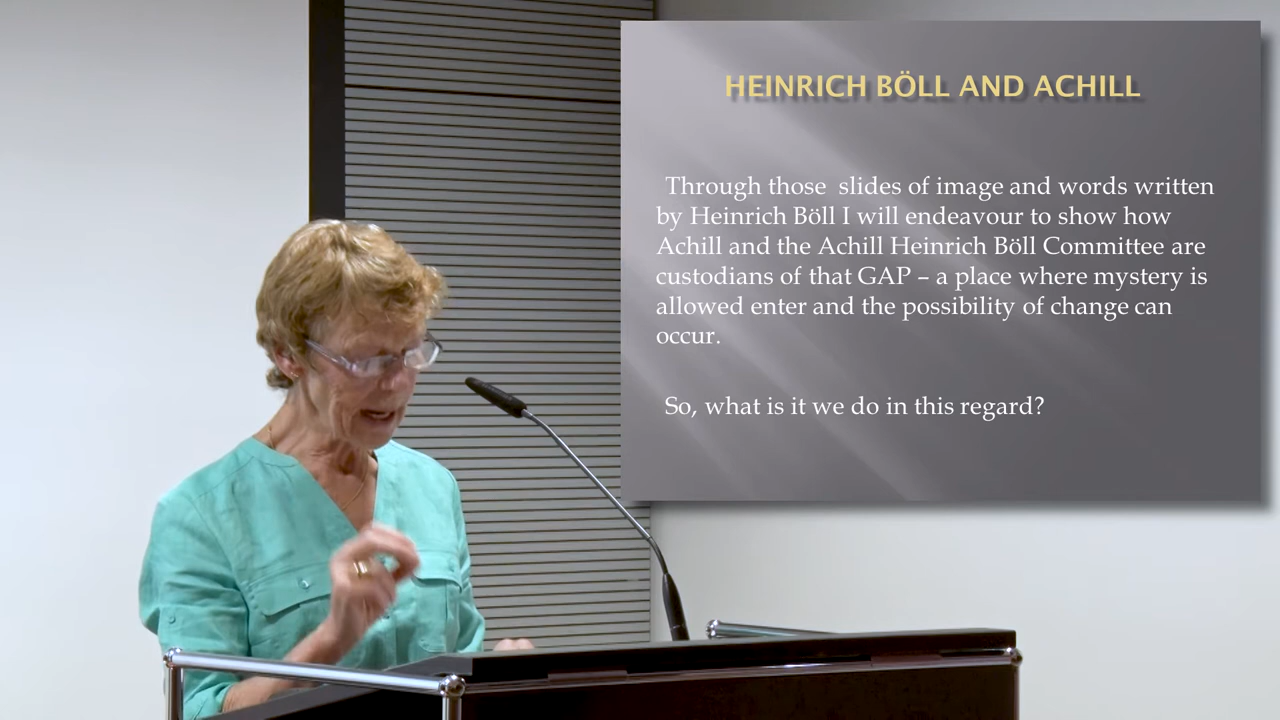 HEINRICH BÖLL AND ACHILL
Through those slides of image and words written
by Heinrich Böll I will endeavour to show how
Achill and the Achill Heinrich Böll Committee are
custodians of that GAP – a place where mystery is
allowed enter and the possibility of change can
occur.
So, what is it we do in this regard?